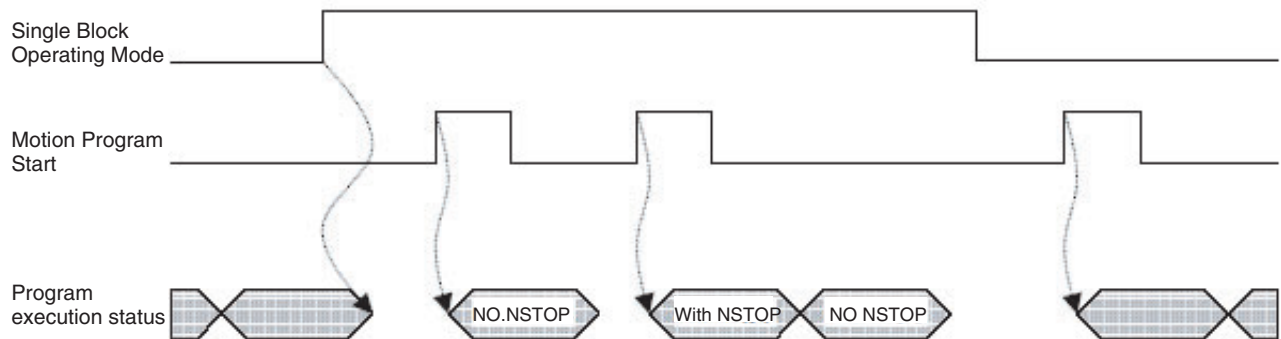 Single Block
Operating Mode
Motion Program
Start
Program
execution status
NO.NSTOP
With NSTOP
NO NSTOP